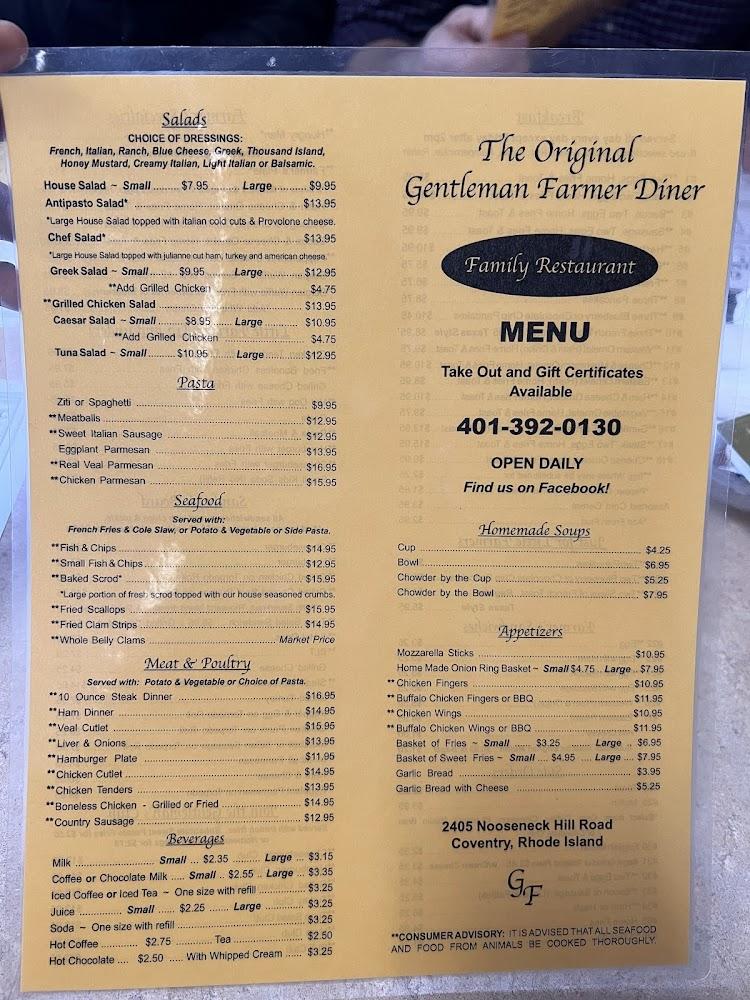 Salads
CHOICE OF DRESSINGS:
French, Italian, Ranch, Blue Cheese, Greek, Thousand Island,
Honey Mustard, Creamy Italian, Light Italian or Balsamic.
House Salad ~ Small ........ $7.95 ......... Large ............ $9.95
Antipasto Salad* ............ $13.95
*Large House Salad topped with italian cold cuts & Provolone cheese.
Chef Salad* ............ $13.95
*Large House Salad topped with julianne cut ham, turkey and american cheese.
Greek Salad ~ Small ....... $9.95 ......... Large ............ $12.95
**Add Grilled Chicken ............ $4.75
**Grilled Chicken Salad ............ $13.95
Caesar Salad ~ Small ........ $8.95 ......... Large ............ $10.95
**Add Grilled Chicken ............ $4.75
Tuna Salad ~ Small ......... $10.95 ......... Large ............ $12.95
Pasta
Ziti or Spaghetti ............ $9.95
**Meatballs ............ $12.95
**Sweet Italian Sausage ............ $12.95
Eggplant Parmesan ............ $13.95
**Real Veal Parmesan ............ $16.95
**Chicken Parmesan ............ $15.95
Seafood
Served with:
French Fries & Cole Slaw, or Potato & Vegetable or Side Pasta.
**Fish & Chips ............ $14.95
**Small Fish & Chips ............ $12.95
**Baked Scrod* ............ $15.95
*Large portion of fresh scrod topped with our house seasoned crumbs.
**Fried Scallops ............ $15.95
**Fried Clam Strips ............ $14.95
**Whole Belly Clams ............ Market Price
Meat & Poultry
Served with: Potato & Vegetable or Choice of Pasta.
**10 Ounce Steak Dinner ............ $16.95
**Ham Dinner ............ $14.95
**Veal Cutlet ............ $15.95
**Liver & Onions ............ $13.95
**Hamburger Plate ............ $11.95
**Chicken Cutlet ............ $14.95
**Chicken Tenders ............ $13.95
**Boneless Chicken - Grilled or Fried ............ $14.95
**Country Sausage ............ $12.95
Beverages
Milk ............ Small ... $2.35 ......... Large ... $3.15
Coffee or Chocolate Milk .... Small .. $2.55 .. Large ... $3.35
Iced Coffee or Iced Tea ~ One size with refill ............ $3.25
Juice ............ Small ...... $2.25 ....... Large ............ $3.25
Soda ~ One size with refill ............ $3.25
Hot Coffee ............ $2.75 ............ Tea ............ $2.50
Hot Chocolate .... $2.50 ..... With Whipped Cream ..... $3.25
The Original
Gentleman Farmer Diner
Family Restaurant
MENU
Take Out and Gift Certificates
Available
401-392-0130
OPEN DAILY
Find us on Facebook!
Homemade Soups
Cup ............ $4.25
Bowl ............ $6.95
Chowder by the Cup ............ $5.25
Chowder by the Bowl ............ $7.95
Appetizers
Mozzarella Sticks ............ $10.95
Home Made Onion Ring Basket ~ Small $4.75 .. Large .. $7.95
** Chicken Fingers ............ $10.95
** Buffalo Chicken Fingers or BBQ ............ $11.95
** Chicken Wings ............ $10.95
** Buffalo Chicken Wings or BBQ ............ $11.95
Basket of Fries ~ Small .... $3.25 ...... Large .. $6.95
Basket of Sweet Fries ~ Small .... $4.95 .... Large .... $7.95
Garlic Bread ............ $3.95
Garlic Bread with Cheese ............ $5.25
2405 Nooseneck Hill Road
Coventry, Rhode Island
GF
**CONSUMER ADVISORY: IT IS ADVISED THAT ALL SEAFOOD
AND FOOD FROM ANIMALS BE COOKED THOROUGHLY.